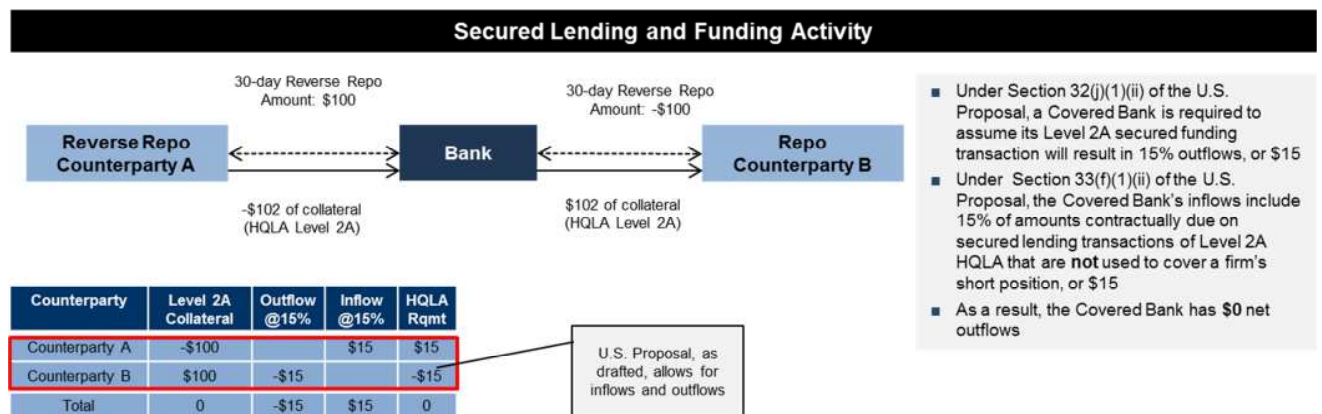 Secured Lending and Funding Activity
30-day Reverse Repo
Amount: $100
30-day Reverse Repo
Amount: -$100
Reverse Repo
Counterparty A
Bank
Repo
Counterparty B
-$102 of collateral
(HQLA Level 2A)
$102 of collateral
(HQLA Level 2A)
■ Under Section 32(j)(1)(ii) of the U.S.
Proposal, a Covered Bank is required to
assume its Level 2A secured funding
transaction will result in 15% outflows, or $15
■ Under Section 33(f)(1)(ii) of the U.S.
Proposal, the Covered Bank's inflows include
15% of amounts contractually due on
secured lending transactions of Level 2A
HQLA that are not used to cover a firm's
short position, or $15
■ As a result, the Covered Bank has $0 net
outflows
Counterparty Level 2A Collateral Outflow @15% Inflow @15% HQLA Rqmt
Counterparty A -$100 $15 $15
Counterparty B $100 -$15 -$15
Total 0 -$15 $15 0
U.S. Proposal, as
drafted, allows for
inflows and outflows